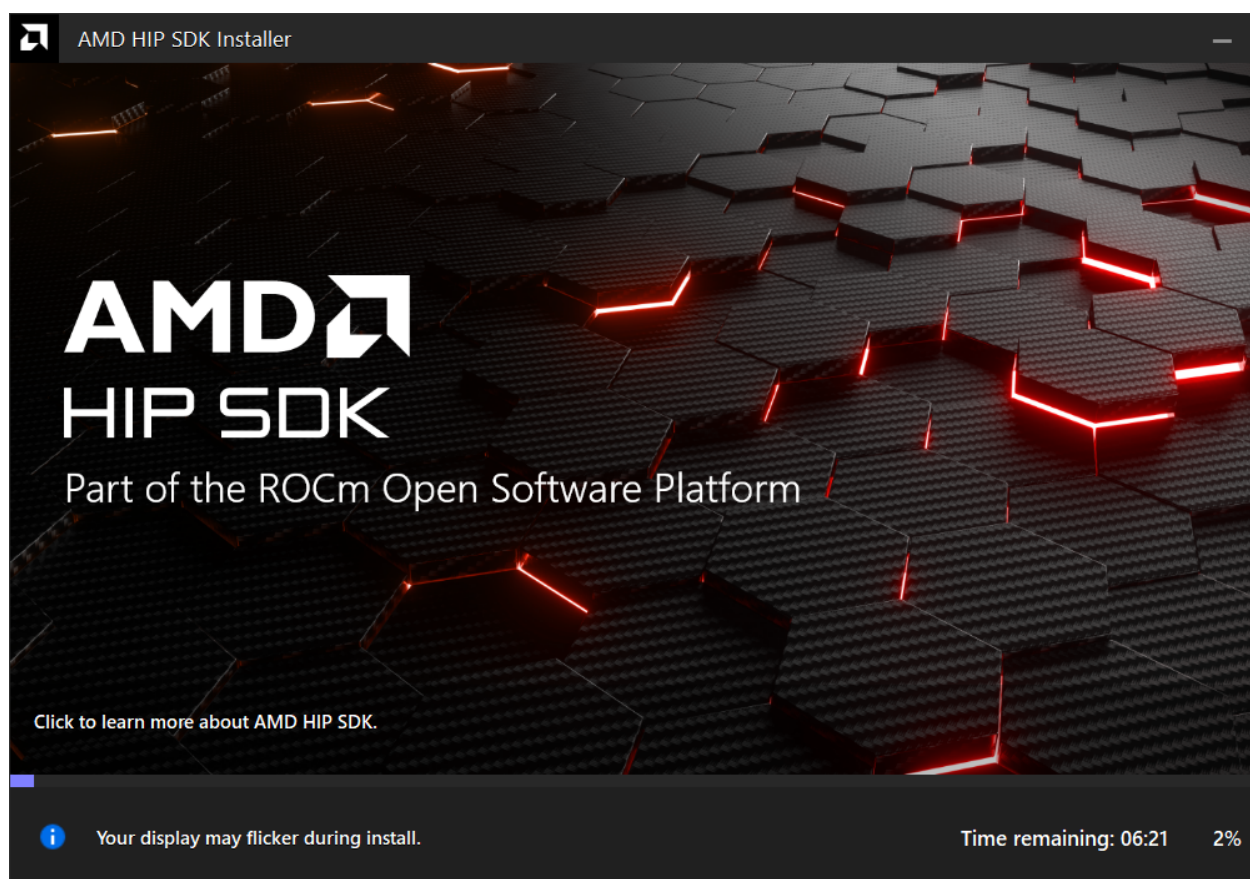 AMD HIP SDK Installer
AMD
HIP SDK
Part of the ROCm Open Software Platform
Click to learn more about AMD HIP SDK.
Your display may flicker during install.
Time remaining: 06:21
2%